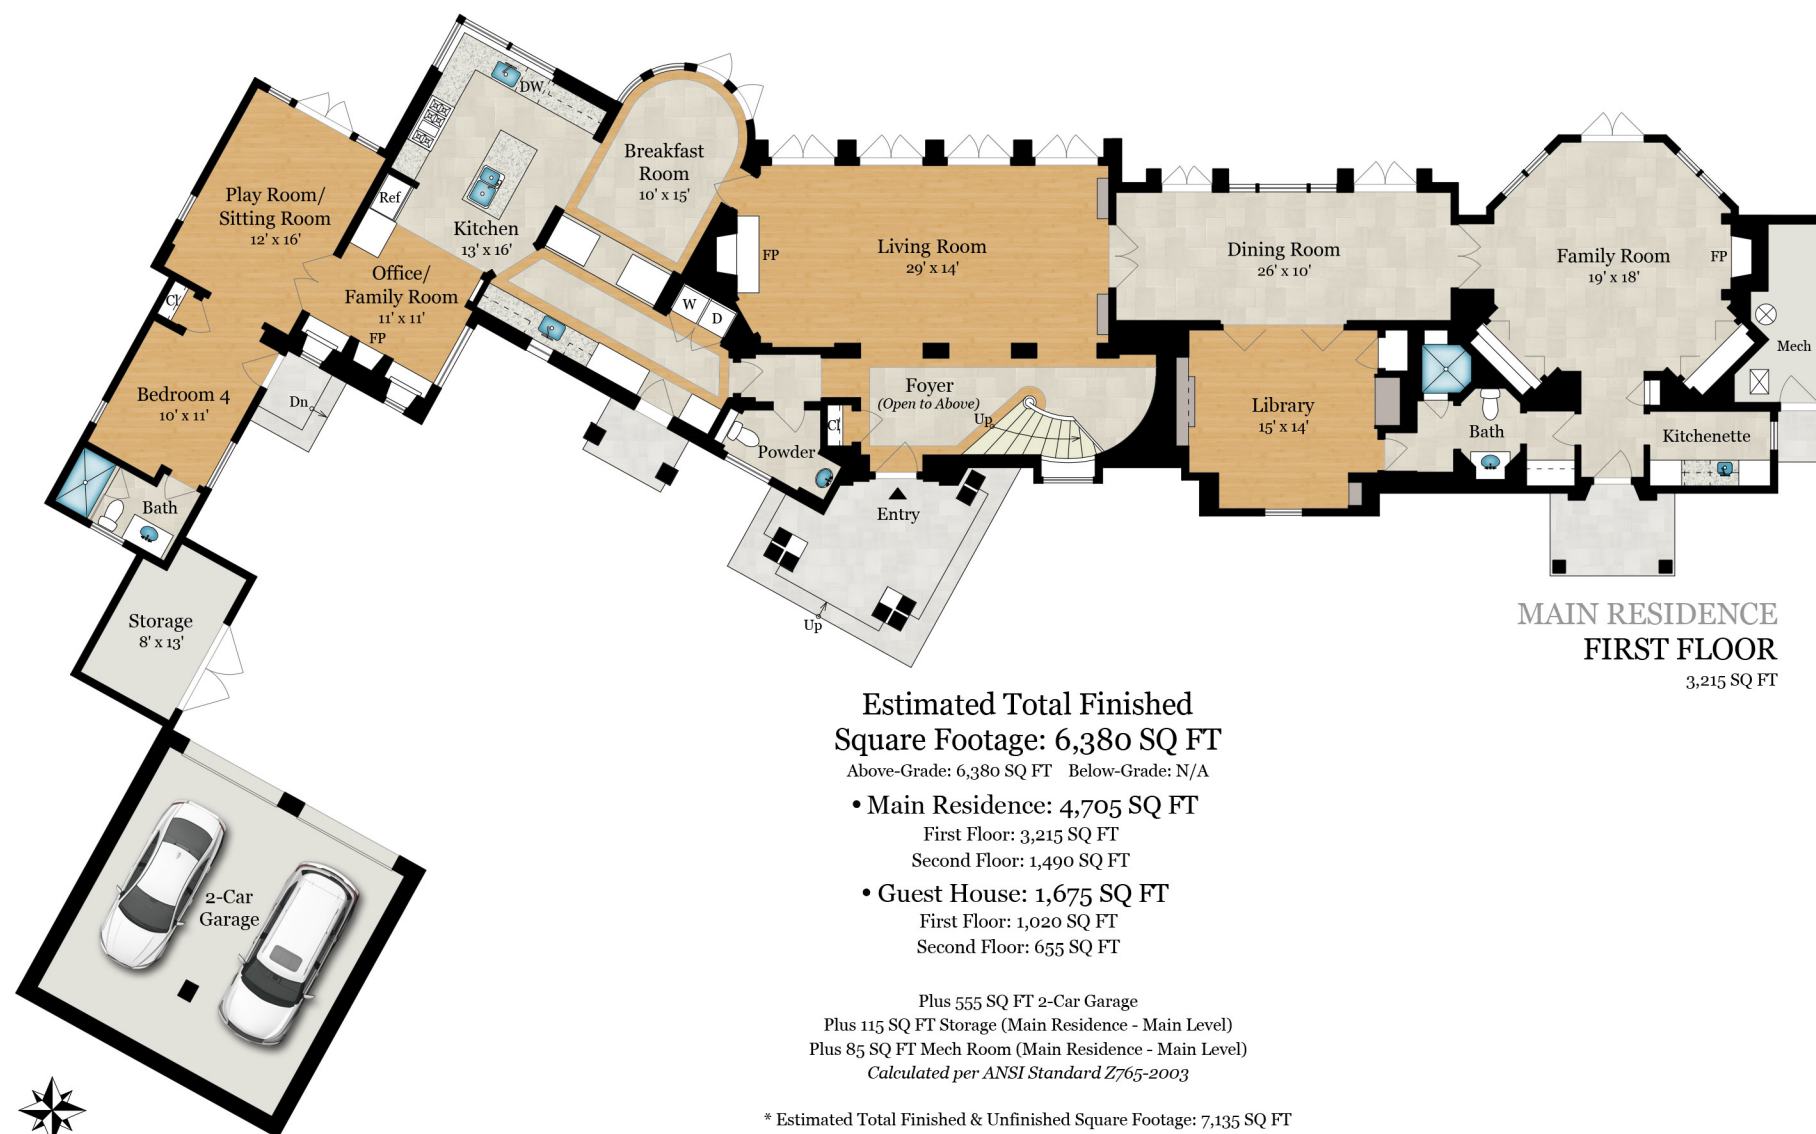 DW
Breakfast
Room
10' x 15'
Play Room/
Sitting Room
12' x 16'
Ref
Kitchen
13' x 16'
Living Room
29' x 14'
FP
Dining Room
26' x 10'
Family Room
19' x 18'
FP
Office/
Family Room
11' x 11'
FP
Cl
W
D
Mech
Bedroom 4
10' x 11'
Dn
Foyer
(Open to Above)
Up
Cl
Library
15' x 14'
Bath
Kitchenette
Powder
Bath
Entry
Up
Storage
8' x 13'
MAIN RESIDENCE
FIRST FLOOR
3,215 SQ FT
Estimated Total Finished
Square Footage: 6,380 SQ FT
Above-Grade: 6,380 SQ FT Below-Grade: N/A
• Main Residence: 4,705 SQ FT
First Floor: 3,215 SQ FT
Second Floor: 1,490 SQ FT
• Guest House: 1,675 SQ FT
First Floor: 1,020 SQ FT
Second Floor: 655 SQ FT
2-Car
Garage
Plus 555 SQ FT 2-Car Garage
Plus 115 SQ FT Storage (Main Residence - Main Level)
Plus 85 SQ FT Mech Room (Main Residence - Main Level)
Calculated per ANSI Standard Z765-2003
* Estimated Total Finished & Unfinished Square Footage: 7,135 SQ FT